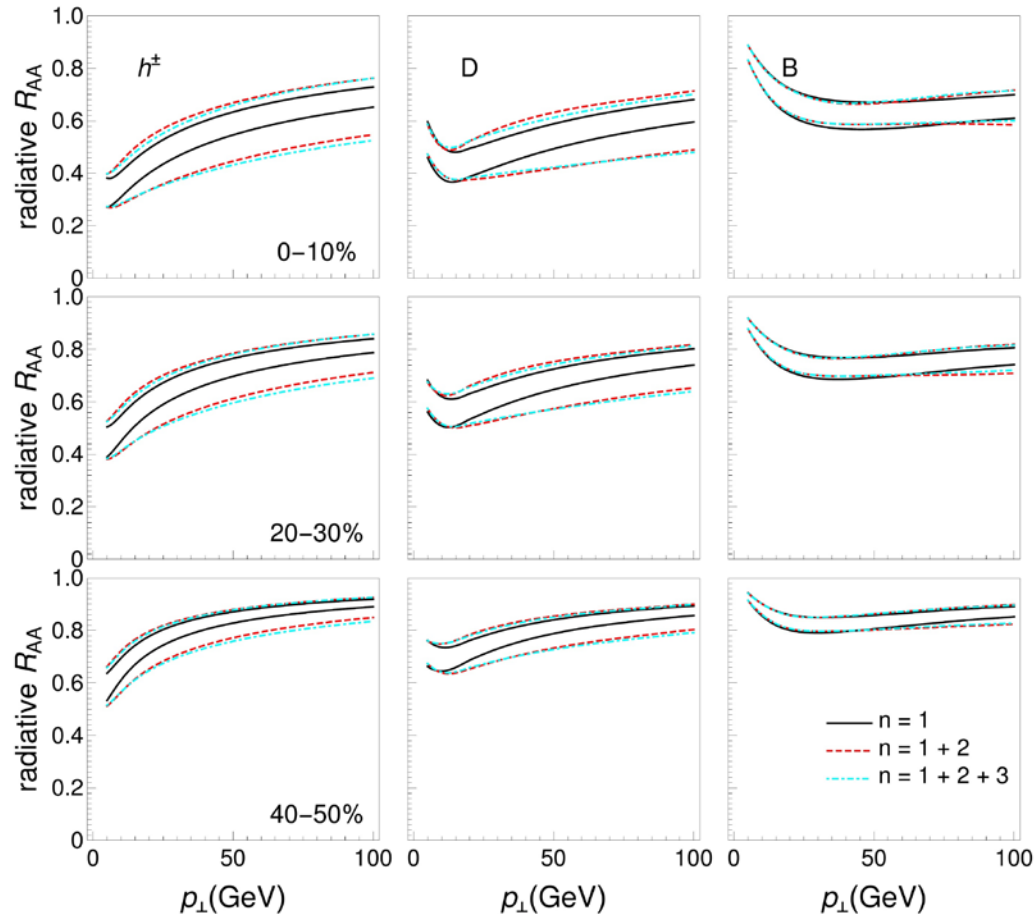 h± D B
radiative R_AA
1.0
0.8
0.6
0.4
0.2
0
0−10%
radiative R_AA
1.0
0.8
0.6
0.4
0.2
0
20−30%
radiative R_AA
1.0
0.8
0.6
0.4
0.2
0
40−50%
n = 1
n = 1 + 2
n = 1 + 2 + 3
0 50 100 0 50 100 0 50 100
p⊥(GeV) p⊥(GeV) p⊥(GeV)